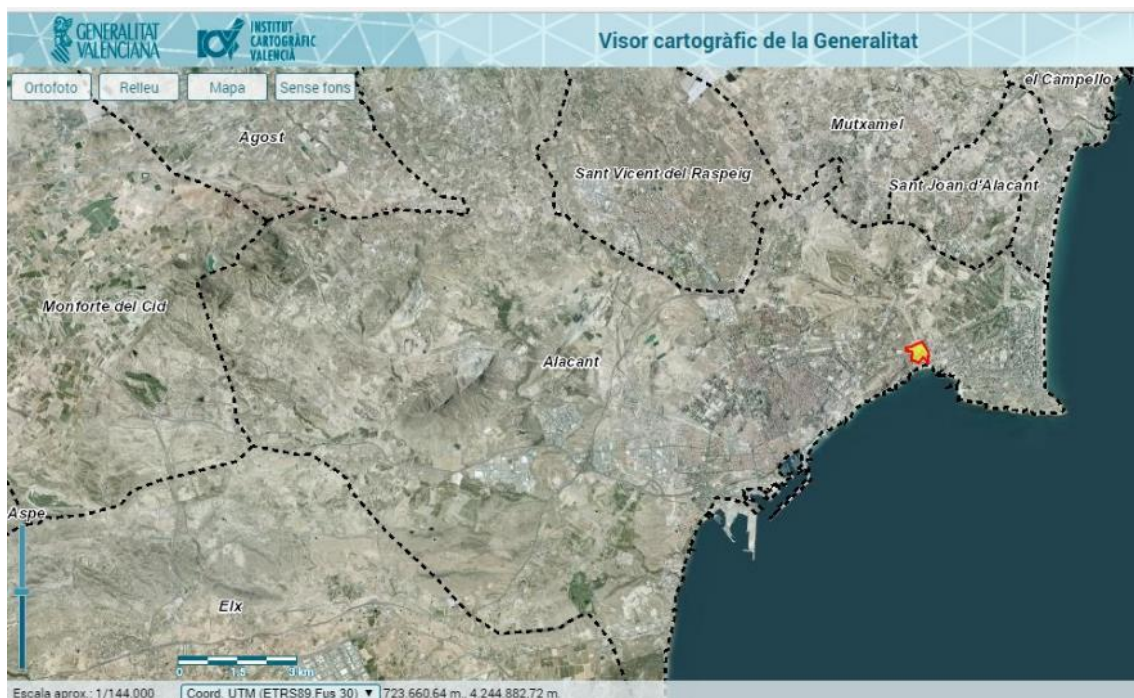 GENERALITAT
VALENCIANA
INSTITUT
CARTOGRÀFIC
VALENCIÀ
Visor cartogràfic de la Generalitat
Ortofoto
Relleu
Mapa
Sense fons
el Campello
Agost
Mutxamel
Sant Vicent del Raspeig
Sant Joan d'Alacant
Monforte del Cid
Alacant
Aspe
Elx
0 1.5 3km
Escala aprox.: 1/144.000
Coord. UTM (ETRS89 Fus 30) ▼ 723.660,64 m., 4.244.882,72 m.